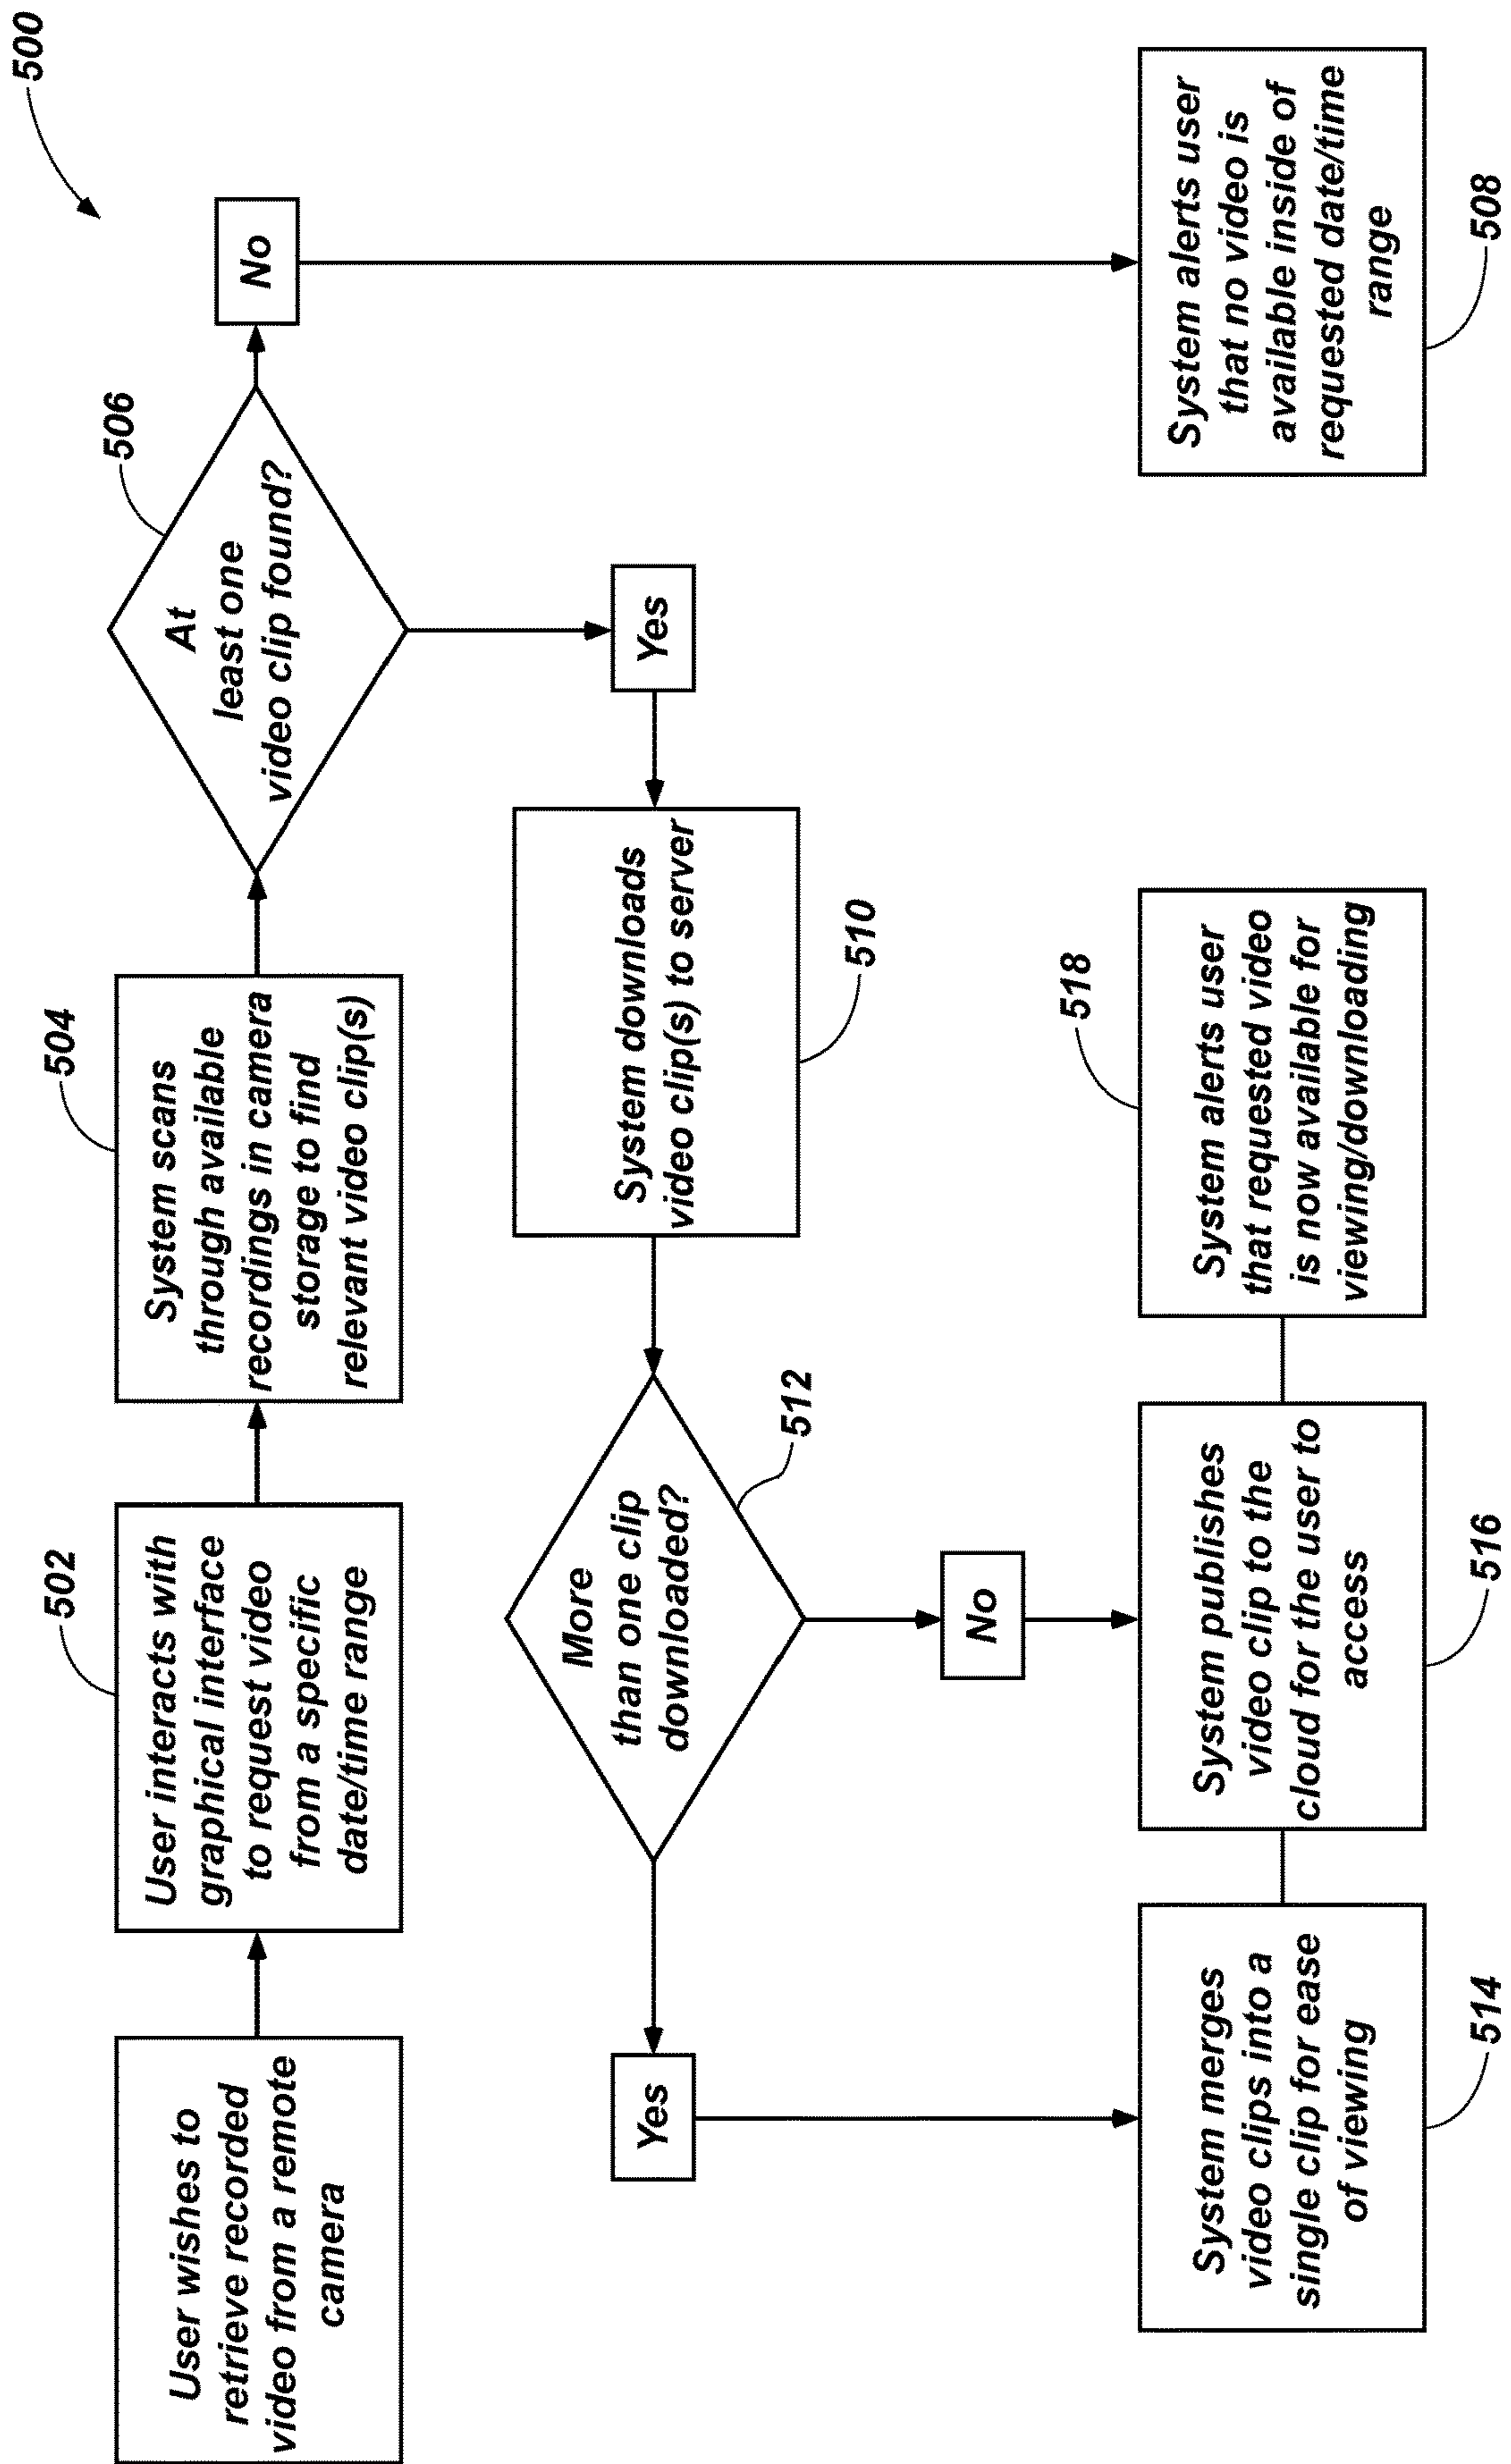 500
User wishes to
retrieve recorded
video from a remote
camera
502
User interacts with
graphical interface
to request video
from a specific
date/time range
504
System scans
through available
recordings in camera
storage to find
relevant video clip(s)
506
At
least one
video clip found?
No
Yes
System downloads
video clip(s) to server
510
More
than one clip
downloaded?
512
Yes
No
System merges
video clips into a
single clip for ease
of viewing
514
System publishes
video clip to the
cloud for the user to
access
516
518
System alerts user
that requested video
is now available for
viewing/downloading
System alerts user
that no video is
available inside of
requested date/time
range
508